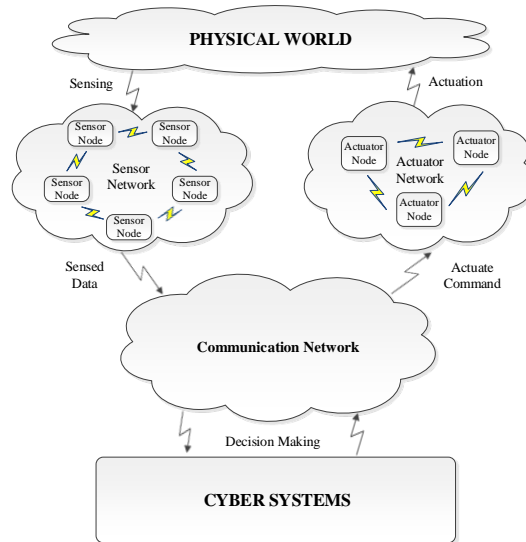 PHYSICAL WORLD
Sensing
Actuation
Sensor
Node
Sensor
Node
Sensor
Network
Sensor
Node
Sensor
Node
Sensor
Node
Actuator
Node
Actuator
Node
Actuator
Network
Actuator
Node
Sensed
Data
Actuate
Command
Communication Network
Decision Making
CYBER SYSTEMS